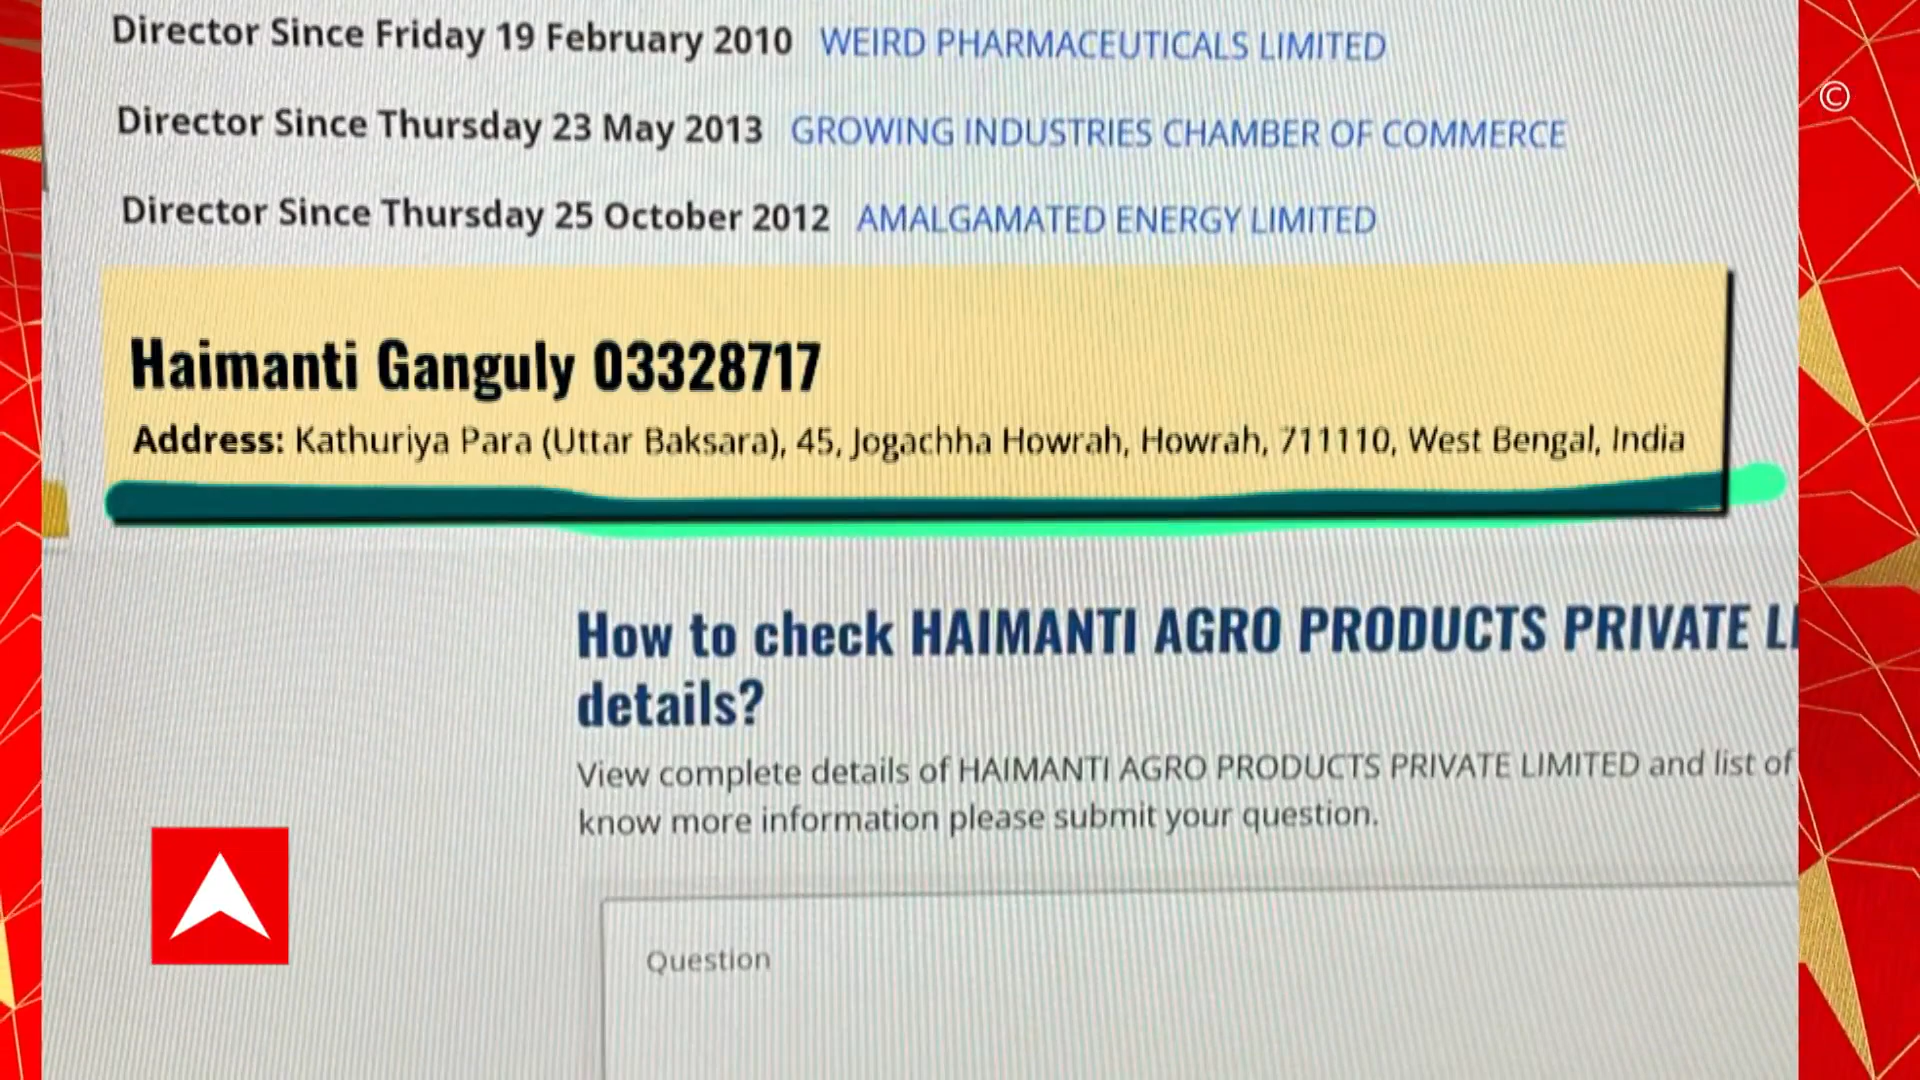 Director Since Friday 19 February 2010 WEIRD PHARMACEUTICALS LIMITED
©
Director Since Thursday 23 May 2013 GROWING INDUSTRIES CHAMBER OF COMMERCE
Director Since Thursday 25 October 2012 AMALGAMATED ENERGY LIMITED
Haimanti Ganguly 03328717
Address: Kathuriya Para (Uttar Baksara), 45, Jogachha Howrah, Howrah, 711110, West Bengal, India
How to check HAIMANTI AGRO PRODUCTS PRIVATE
details?
View complete details of HAIMANTI AGRO PRODUCTS PRIVATE LIMITED and list of
know more information please submit your question.
Question